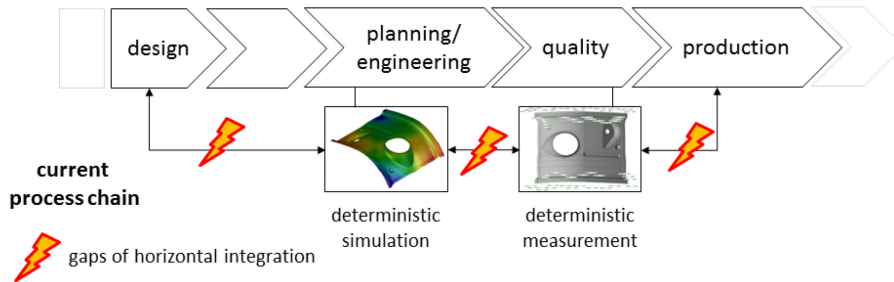 design
planning/
engineering
quality
production
current
process chain
deterministic
simulation
deterministic
measurement
gaps of horizontal integration